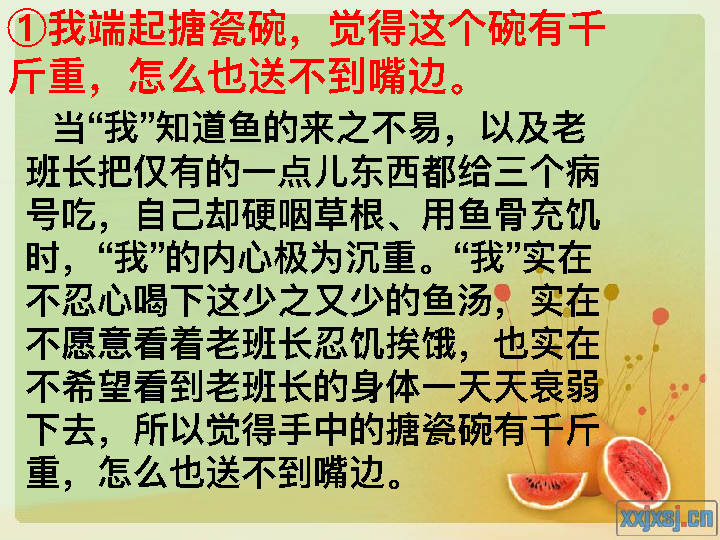 ①我端起搪瓷碗，觉得这个碗有千
斤重，怎么也送不到嘴边。
当“我”知道鱼的来之不易，以及老
班长把仅有的一点儿东西都给三个病
号吃，自己却硬咽草根、用鱼骨充饥
时，“我”的内心极为沉重。“我”实在
不忍心喝下这少之又少的鱼汤，实在
不愿意看着老班长忍饥挨饿，也实在
不希望看到老班长的身体一天天衰弱
下去，所以觉得手中的搪瓷碗有千斤
重，怎么也送不到嘴边。
xxjxsj.cn